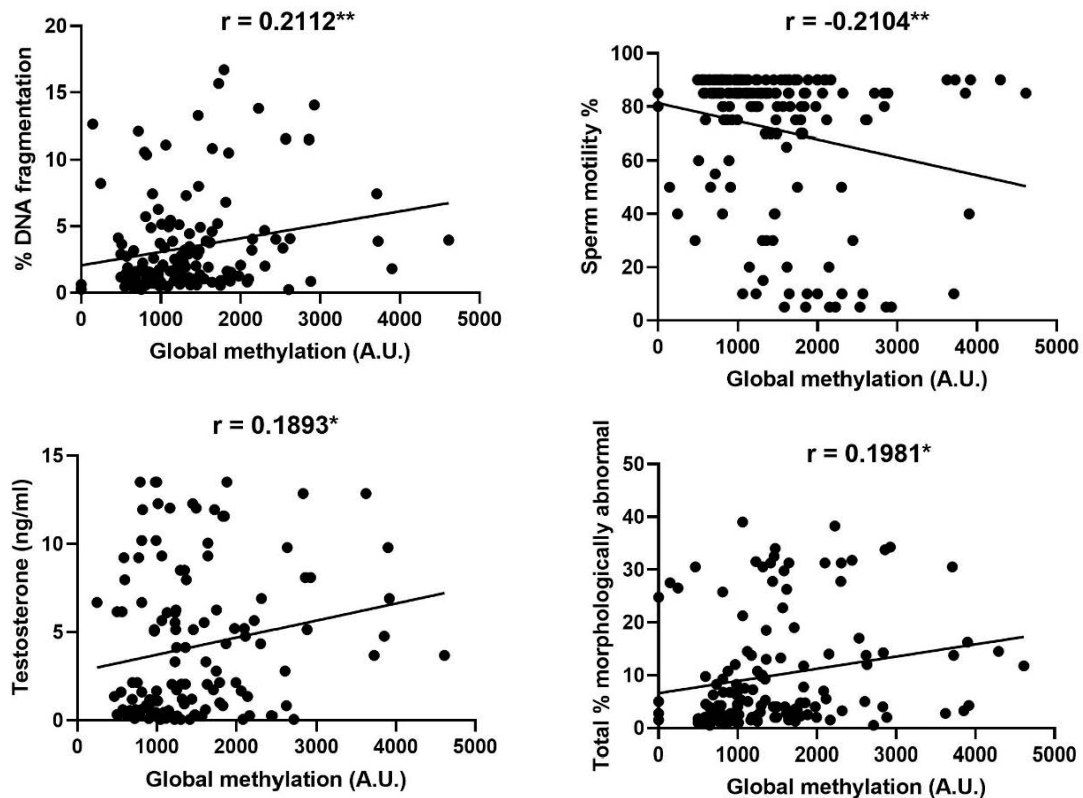 r = 0.2112**
% DNA fragmentation
20
15
10
5
0
0 1000 2000 3000 4000 5000
Global methylation (A.U.)
r = -0.2104**
Sperm motility %
100
80
60
40
20
0
0 1000 2000 3000 4000 5000
Global methylation (A.U.)
r = 0.1893*
Testosterone (ng/ml)
15
10
5
0
0 1000 2000 3000 4000 5000
Global methylation (A.U.)
r = 0.1981*
Total % morphologically abnormal
50
40
30
20
10
0
0 1000 2000 3000 4000 5000
Global methylation (A.U.)